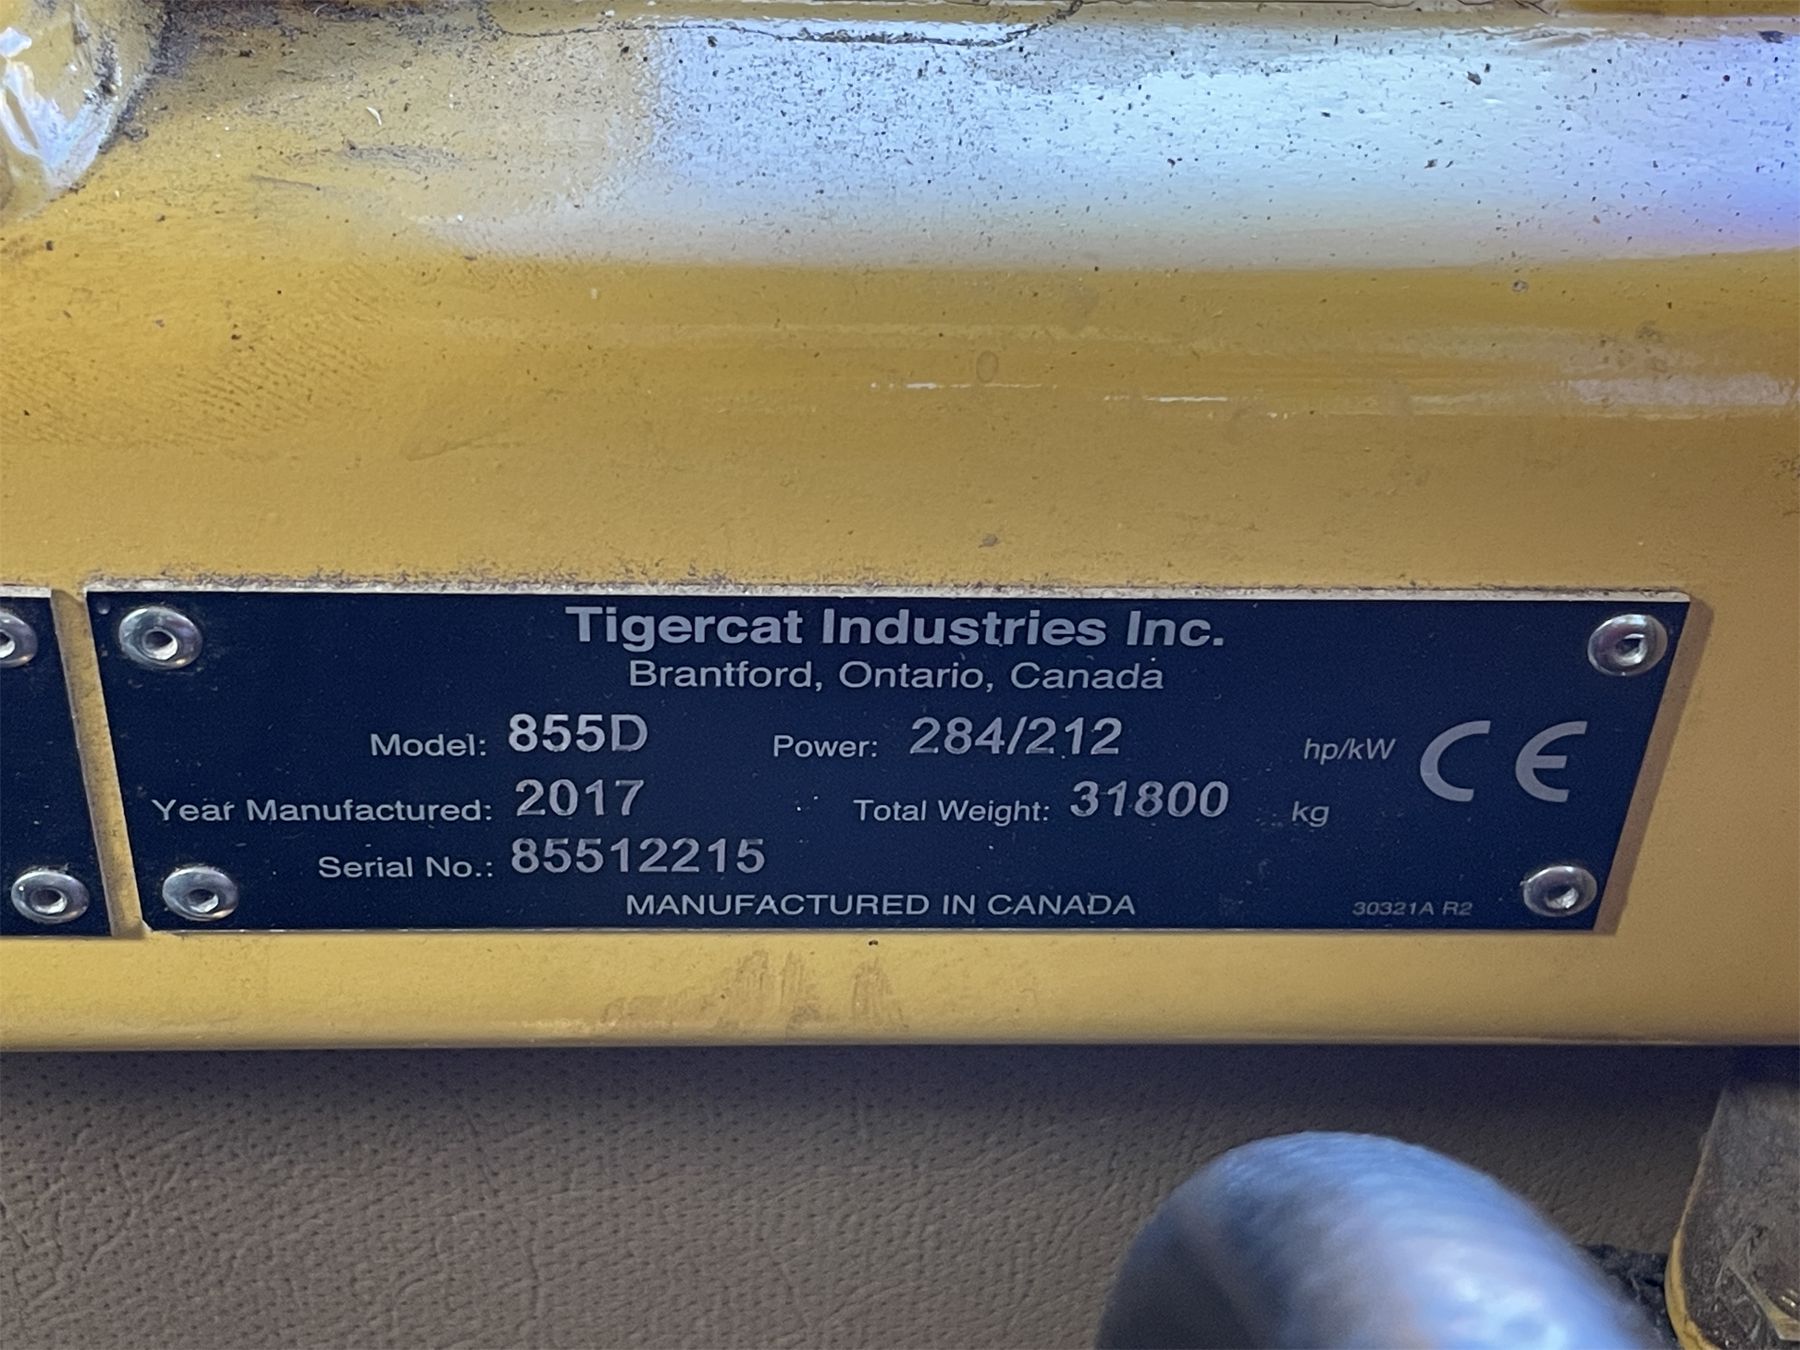 Tigercat Industries Inc.
Brantford, Ontario, Canada
Model: 855D Power: 284/212 hp/kW
Year Manufactured: 2017 Total Weight: 31800 kg
Serial No.: 85512215
MANUFACTURED IN CANADA 30321A R2
CE